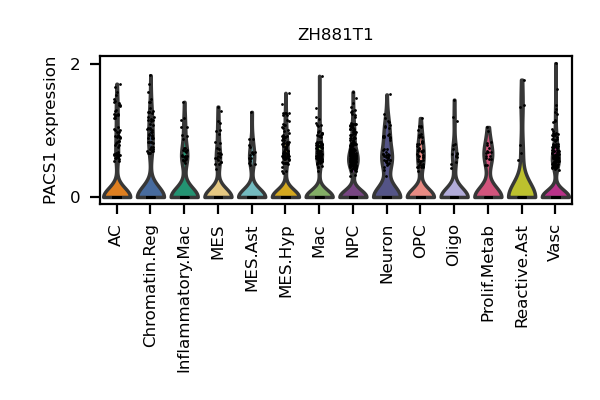 ZH881T1
PACS1 expression
2
0
AC
Chromatin.Reg
Inflammatory.Mac
MES
MES.Ast
MES.Hyp
Mac
NPC
Neuron
OPC
Oligo
Prolif.Metab
Reactive.Ast
Vasc